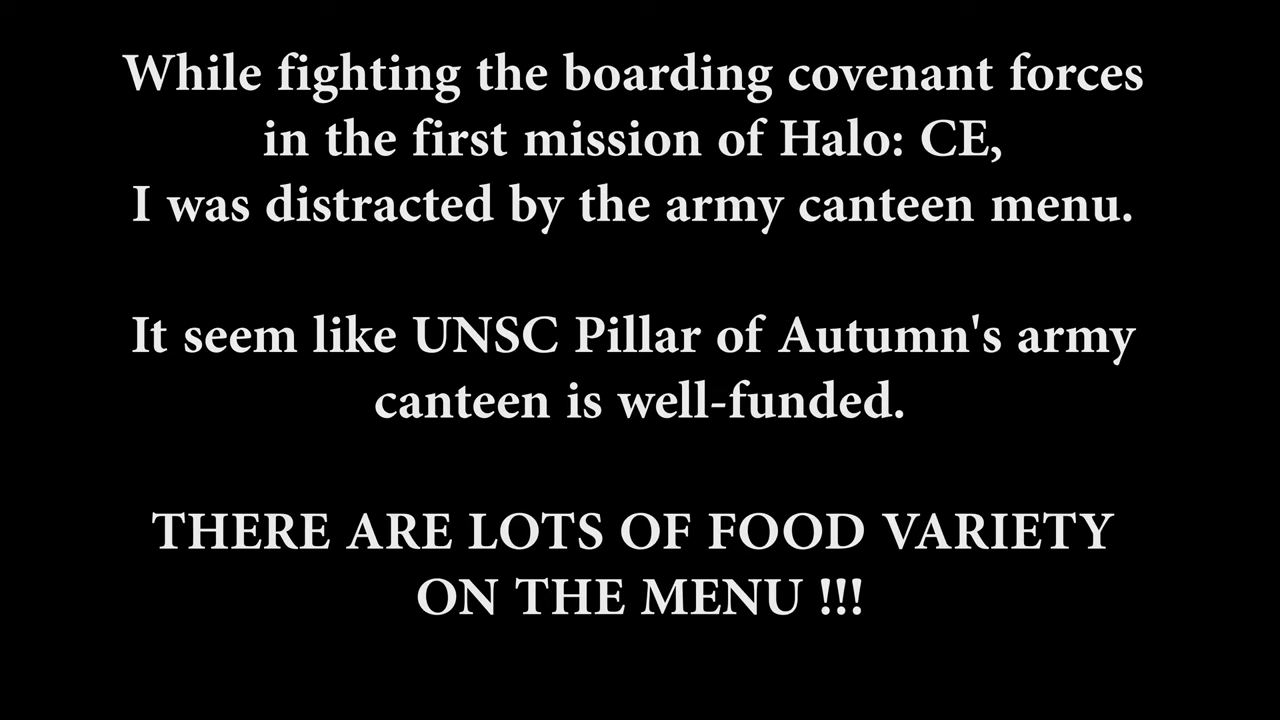 While fighting the boarding covenant forces
in the first mission of Halo: CE,
I was distracted by the army canteen menu.
It seem like UNSC Pillar of Autumn's army
canteen is well-funded.
THERE ARE LOTS OF FOOD VARIETY
ON THE MENU !!!